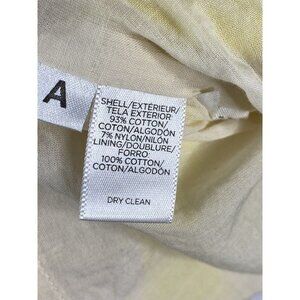 A
SHELL/EXTÉRIEUR/
TELA EXTERIOR
93% COTTON/
COTON/ALGODÓN
7% NYLON/NILÓN
LINING/DOUBLURE/
FORRO:
100% COTTON/
COTON/ALGODÓN
DRY CLEAN